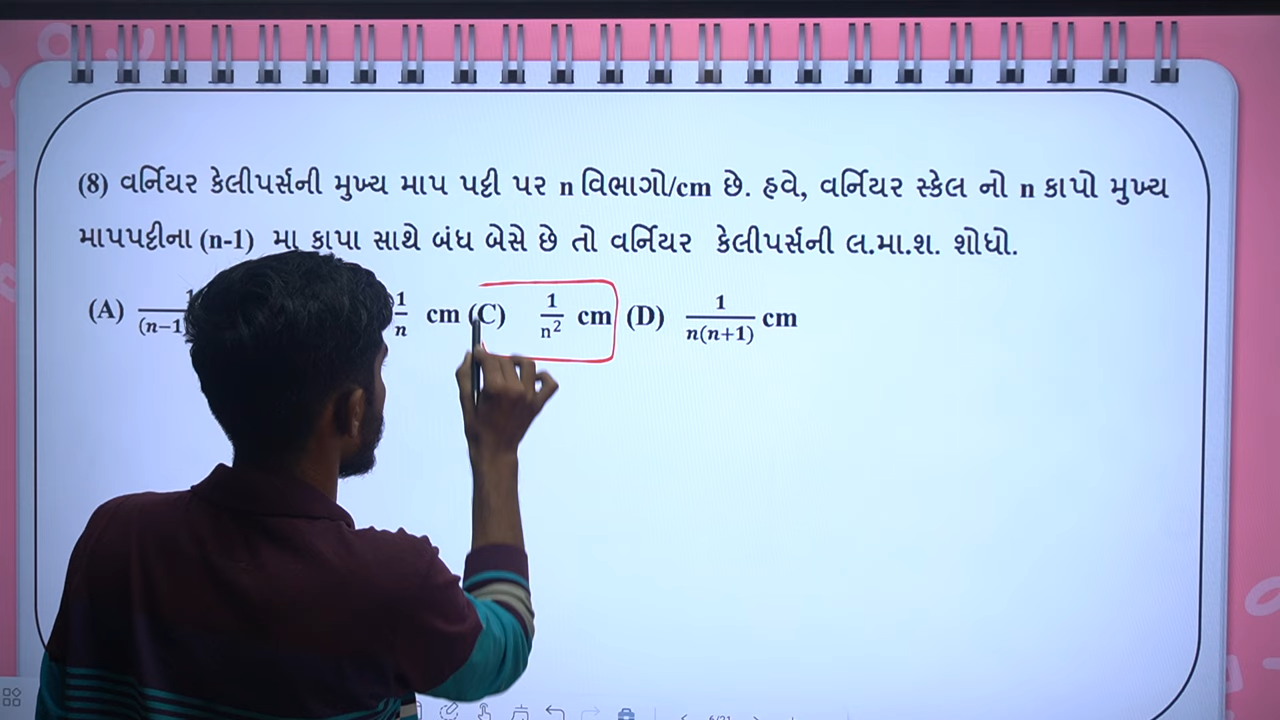 (8) વર્નિયર કેલીપર્સની મુખ્ય માપ પટ્ટી પર n વિભાગો/cm છે. હવે, વર્નિયર સ્કેલ નો n કાપો મુખ્ય
માપપટ્ટીના (n-1) મા કાપા સાથે બંધ બેસે છે તો વર્નિયર કેલીપર્સની લ.મા.શ. શોધો.
(A) 1/(n−1) 1/n cm (C) 1/n² cm (D) 1/n(n+1) cm